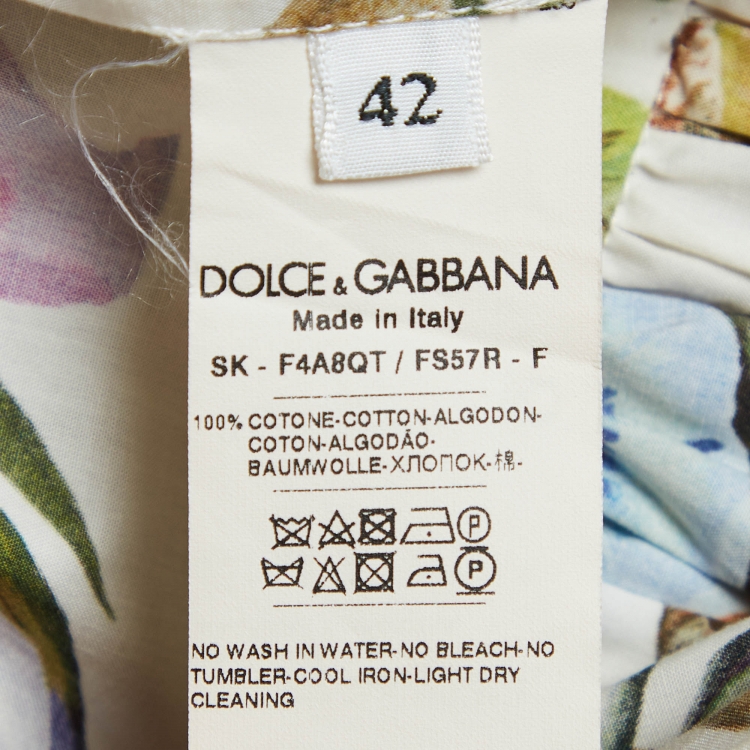 42
DOLCE & GABBANA
Made in Italy
SK - F4A8QT / FS57R - F
100% COTONE-COTTON-ALGODON-
COTON-ALGODÃO-
BAUMWOLLE-ХЛОПОК-棉-
P
P
NO WASH IN WATER-NO BLEACH-NO
TUMBLER-COOL IRON-LIGHT DRY
CLEANING